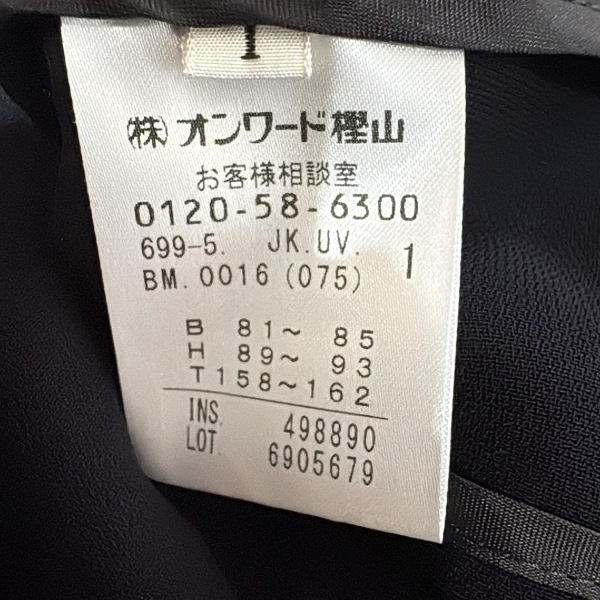 1
㈱オンワード樫山
お客様相談室
0120-58-6300
699-5. JK.UV. 1
BM.0016(075)
B 81～ 85
H 89～ 93
T158～162
INS. 498890
LOT. 6905679